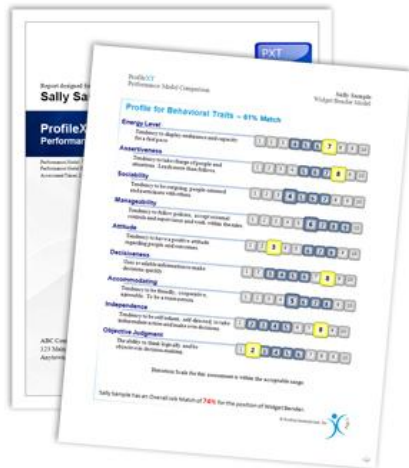 PXT
Report designed for
Sally Sa
ProfileX
Performance
ABC Co
123 Main
Anytown
ProfileXT
Performance Model Comparison
Sally Sample
Widget Bender Model
Profile for Behavioral Traits – 61% Match
Energy Level
Tendency to display endurance and capacity
for a fast pace
Assertiveness
Tendency to take charge of people and
situations. Leads more than follows.
Sociability
Tendency to be outgoing, people-oriented
and participate with others.
Manageability
Tendency to follow policies, accept external
controls and supervision and work within the rules.
Attitude
Tendency to have a positive attitude
regarding people and outcomes.
Decisiveness
Uses available information to make
decisions quickly.
Accommodating
Tendency to be friendly, cooperative,
agreeable. To be a team person.
Independence
Tendency to be self-reliant, self-directed, to take
independent action and make own decisions.
Objective Judgment
The ability to think logically and be
objective in decision-making.
Distortion Scale for this assessment is within the acceptable range.
Sally Sample has an Overall Job Match of 74% for the position of Widget Bender.